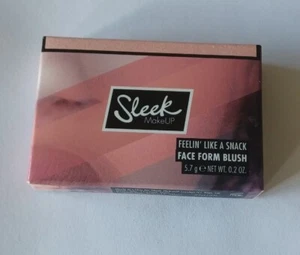 Sleek
MakeUP
FEELIN' LIKE A SNACK
FACE FORM BLUSH
5.7 g ℮ NET WT. 0.2 OZ.